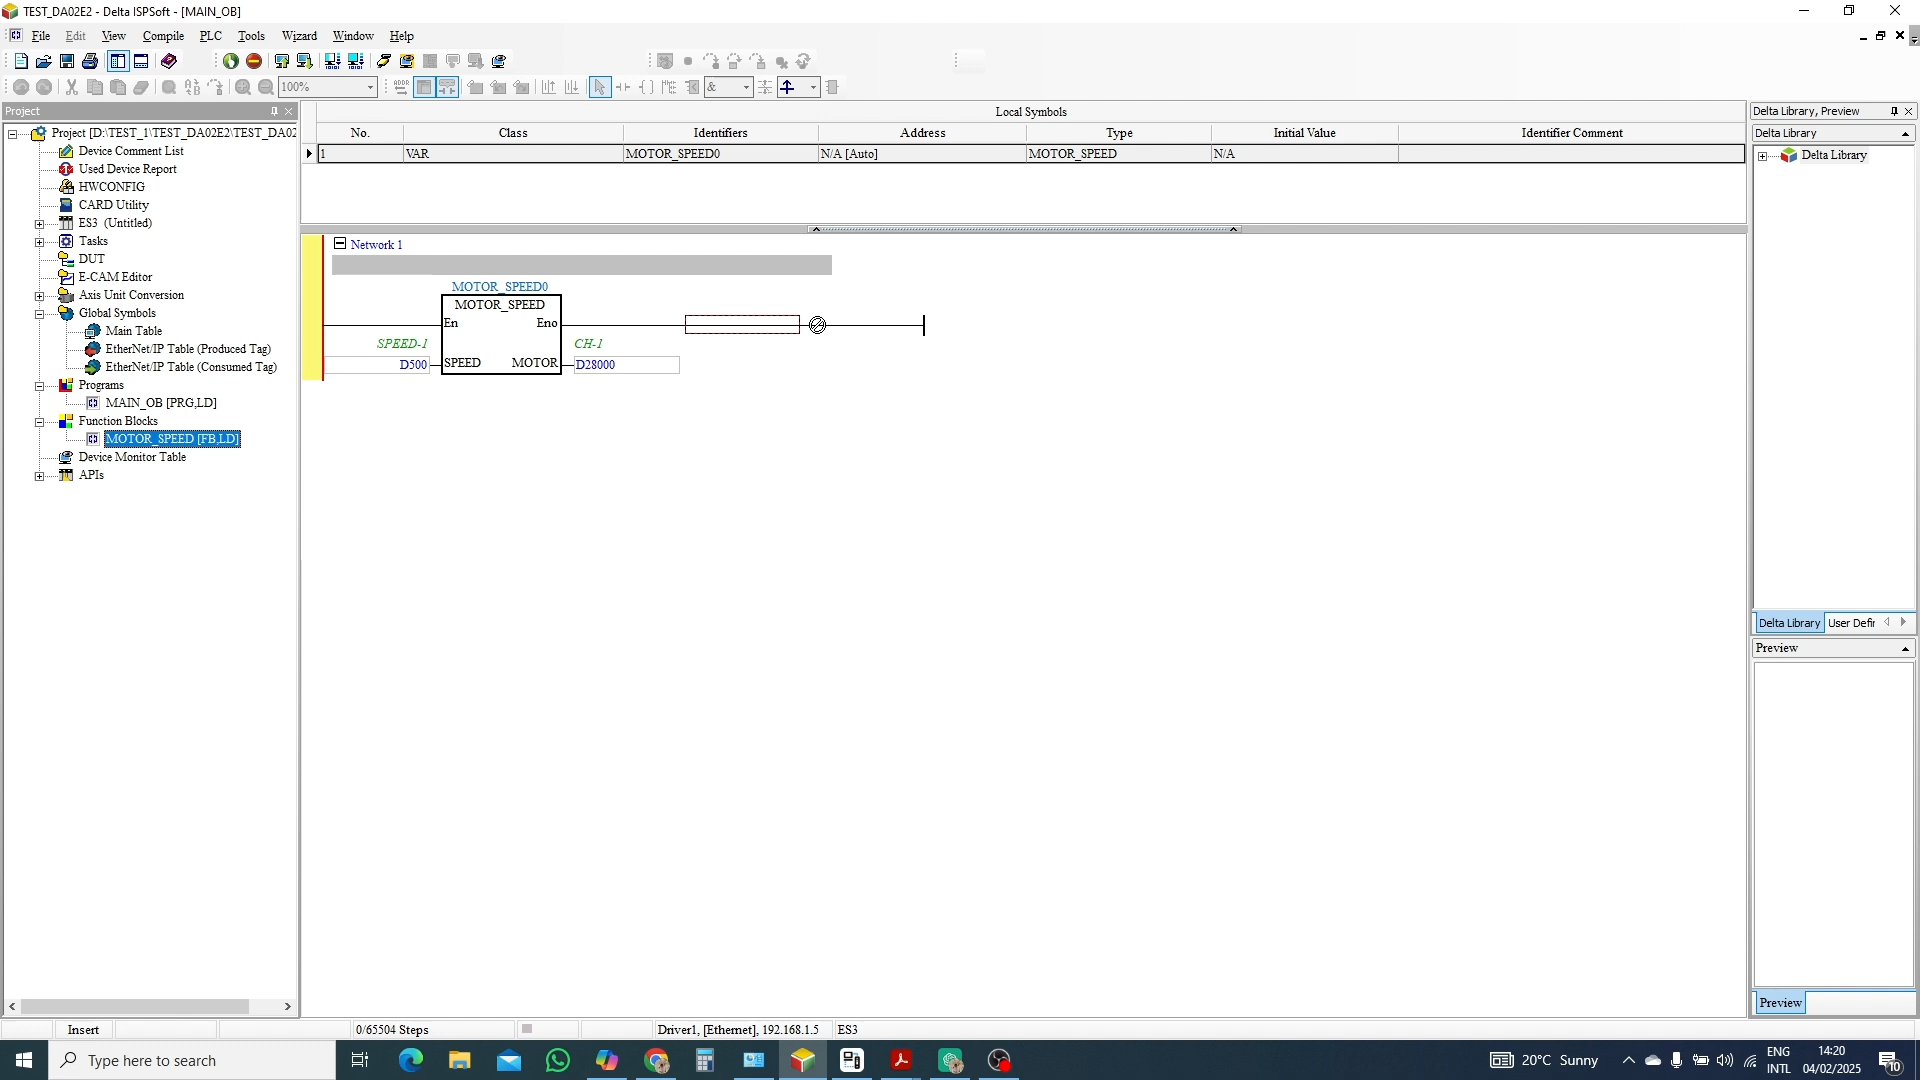 TEST_DA02E2 - Delta ISPSoft - [MAIN_OB]
File Edit View Compile PLC Tools Wizard Window Help
100%
&
Project
Project [D:\TEST_1\TEST_DA02E2\TEST_DA02
Device Comment List
Used Device Report
HWCONFIG
CARD Utility
ES3 (Untitled)
Tasks
DUT
E-CAM Editor
Axis Unit Conversion
Global Symbols
Main Table
EtherNet/IP Table (Produced Tag)
EtherNet/IP Table (Consumed Tag)
Programs
MAIN_OB [PRG,LD]
Function Blocks
MOTOR_SPEED [FB,LD]
Device Monitor Table
APIs
Local Symbols
No. Class Identifiers Address Type Initial Value Identifier Comment
1 VAR MOTOR_SPEED0 N/A [Auto] MOTOR_SPEED N/A
Network 1
MOTOR_SPEED0
MOTOR_SPEED
En Eno
SPEED-1 CH-1
D500 SPEED MOTOR D28000
Delta Library, Preview
Delta Library
Delta Library
Delta Library User Defir
Preview
Preview
Insert 0/65504 Steps Driver1, [Ethernet], 192.168.1.5 ES3
Type here to search
20°C Sunny
ENG
INTL
14:20
04/02/2025
10